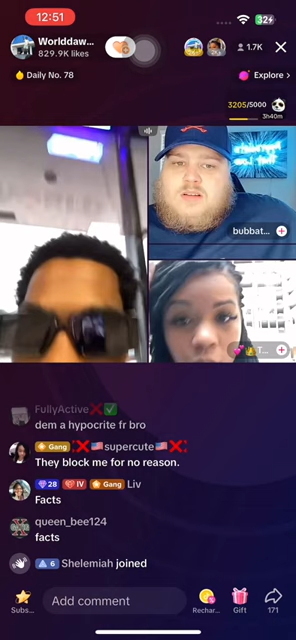 12:51
32
Worlddaw...
829.9K likes
1.7K
Daily No. 78
Explore >
3205/5000
3h40m
bubbat...
T...
FullyActive
dem a hypocrite fr bro
Gang supercute
They block me for no reason.
28 IV Gang Liv
Facts
queen_bee124
facts
6 Shelemiah joined
Subs...
Add comment
Rechar...
Gift
171